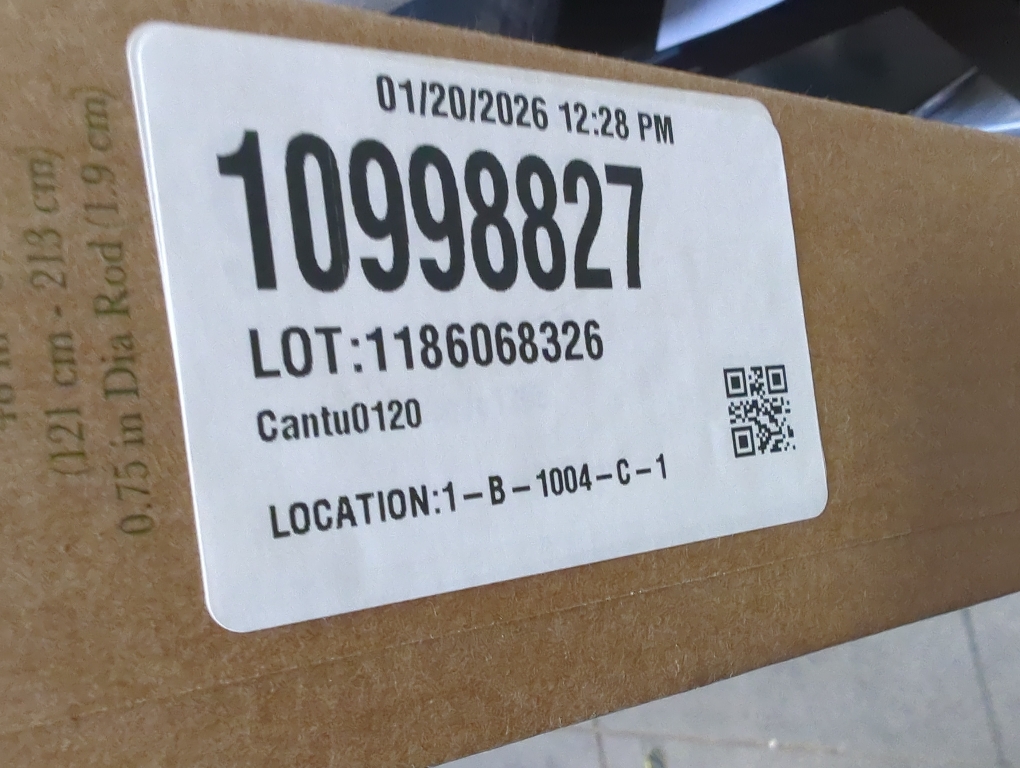 01/20/2026 12:28 PM
10998827
LOT:1186068326
Cantu0120
LOCATION:1-B-1004-C-1
(121 cm - 213 cm)
0.75 in Dia Rod (1.9 cm)